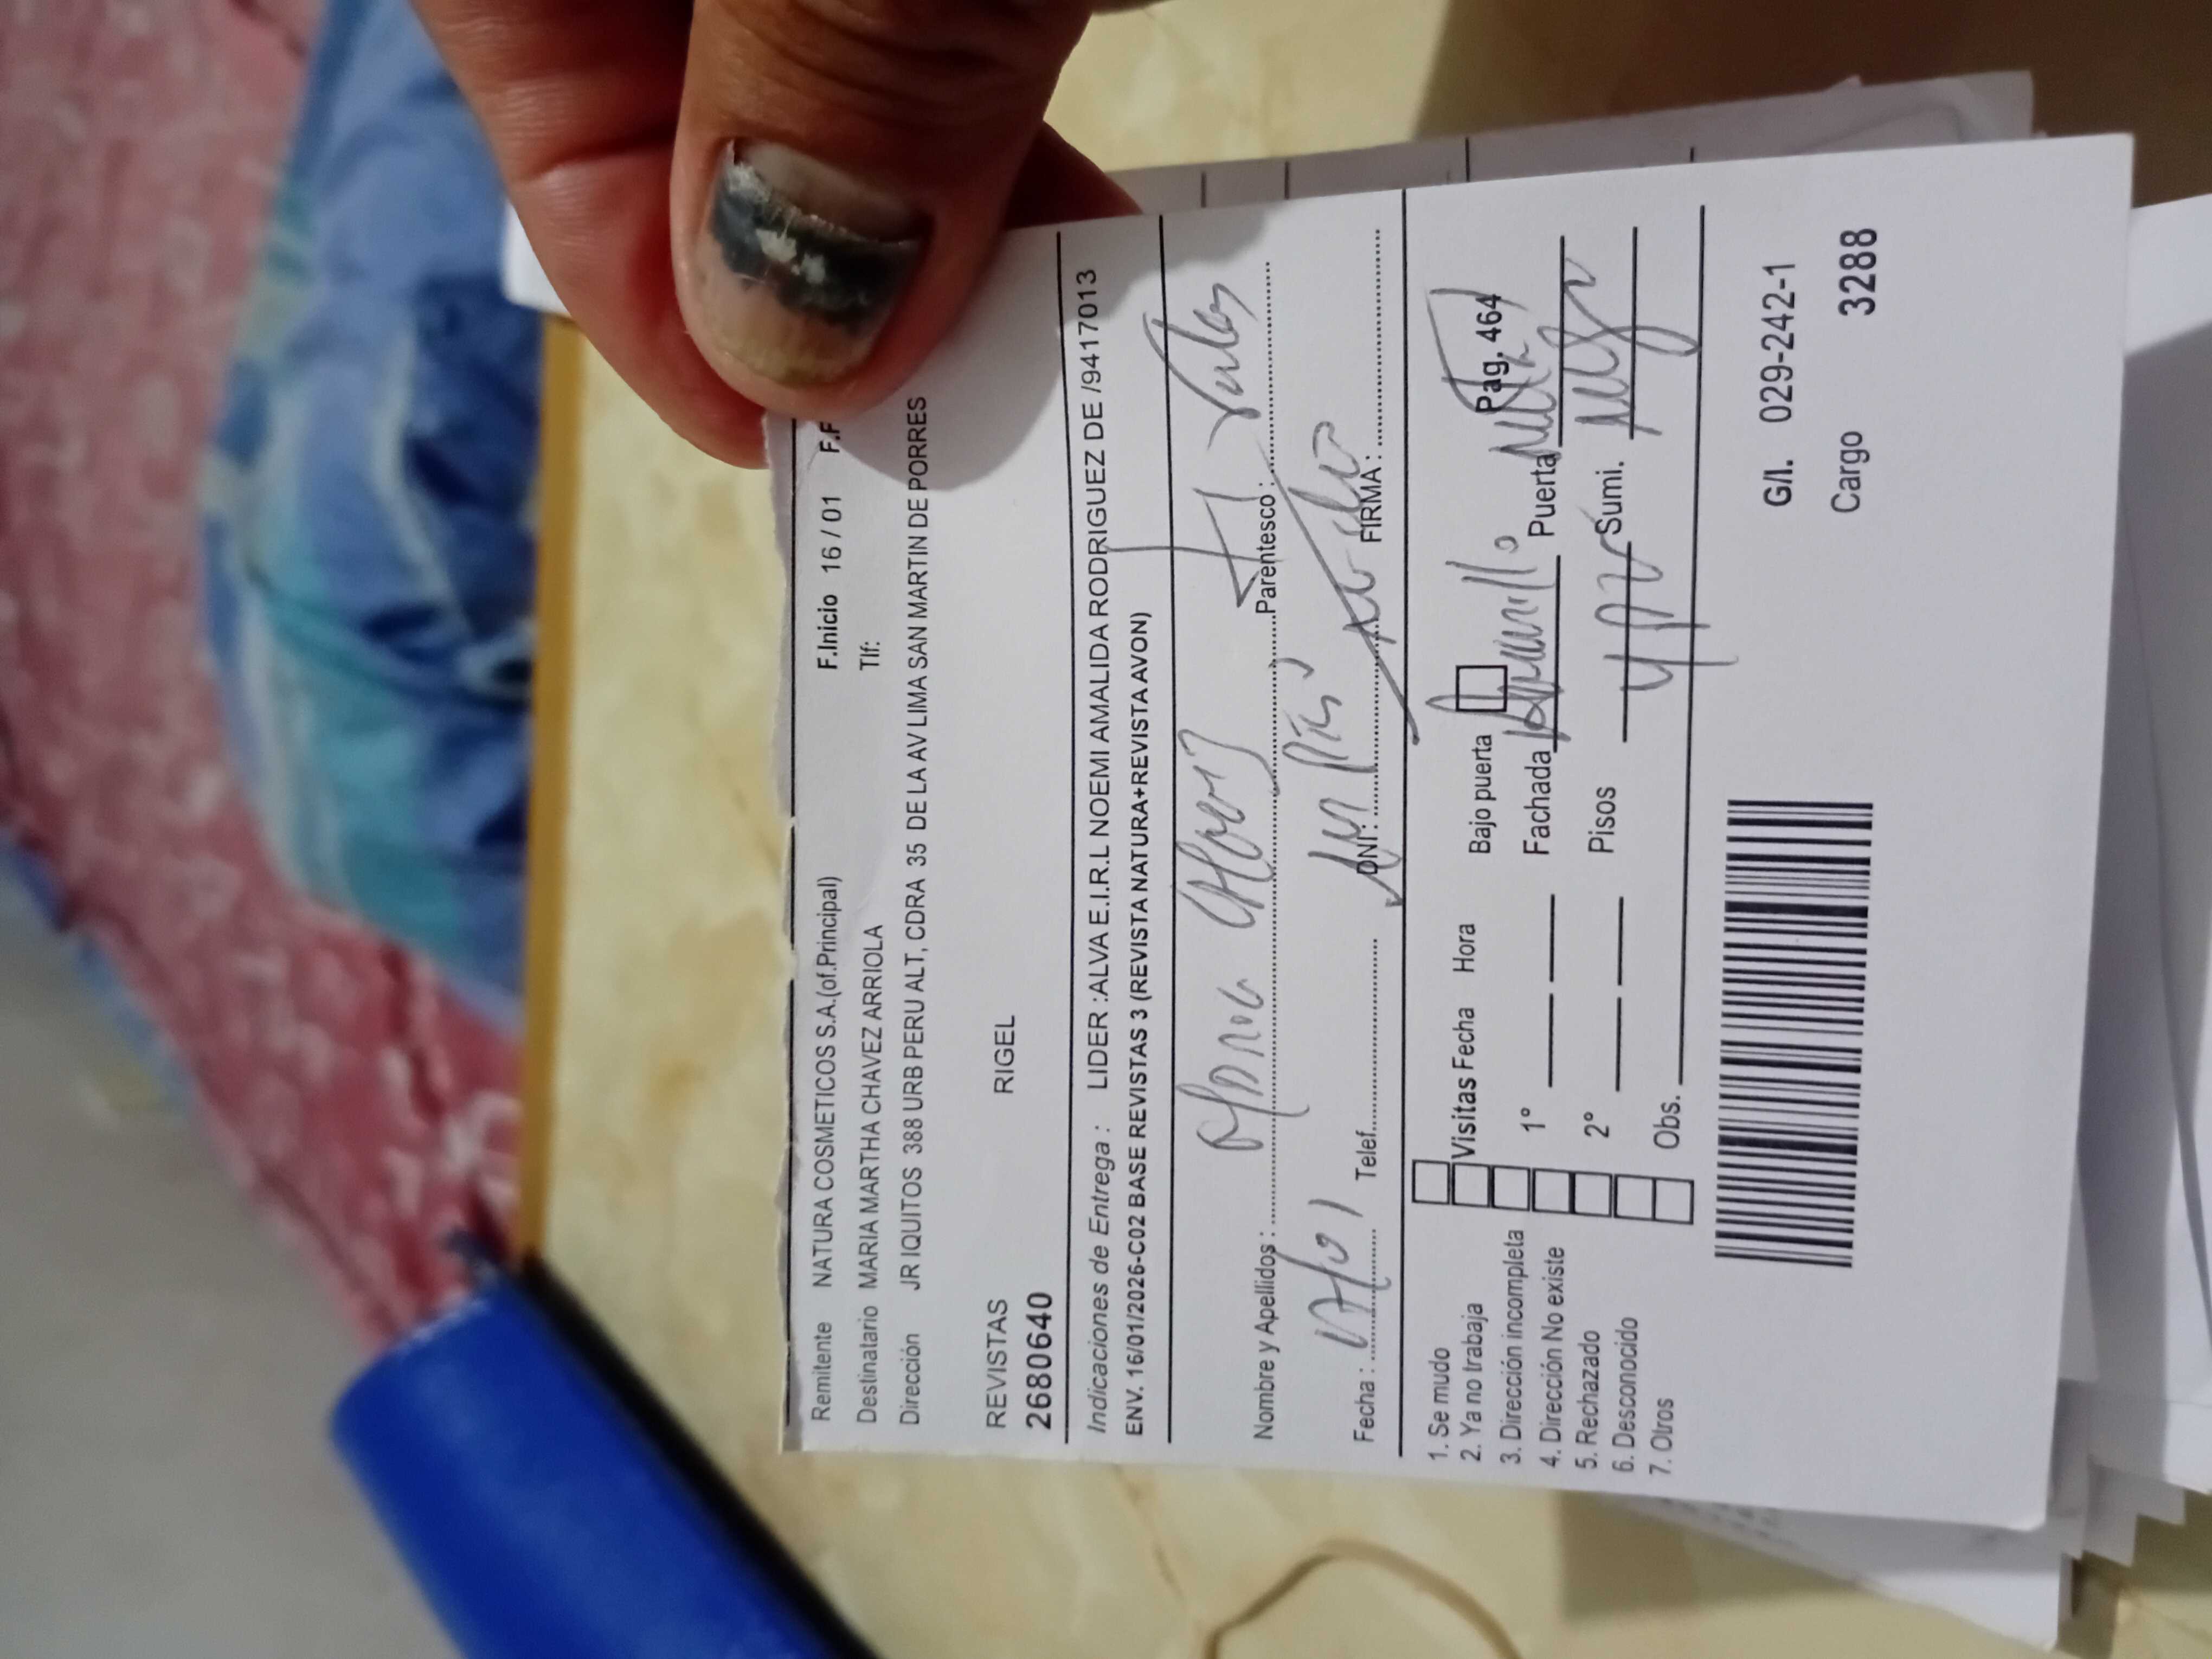 Remitente NATURA COSMETICOS S.A.(of.Principal) F.Inicio 16 / 01 F.F
Destinatario MARIA MARTHA CHAVEZ ARRIOLA Tlf:
Dirección JR IQUITOS 388 URB PERU ALT, CDRA 35 DE LA AV LIMA SAN MARTIN DE PORRES
REVISTAS RIGEL
2680640
Indicaciones de Entrega : LIDER :ALVA E.I.R.L NOEMI AMALIDA RODRIGUEZ DE /9417013
ENV. 16/01/2026-C02 BASE REVISTAS 3 (REVISTA NATURA+REVISTA AVON)
Nombre y Apellidos : Parentesco :
Fecha : Telef. DNI : FIRMA :
1. Se mudo
2. Ya no trabaja
3. Dirección incompleta
4. Dirección No existe
5. Rechazado
6. Desconocido
7. Otros
Visitas Fecha Hora Bajo puerta Pag. 464
1° Fachada Amarillo Puerta
2° Pisos Sumi.
Obs.
G/I. 029-242-1
Cargo 3288